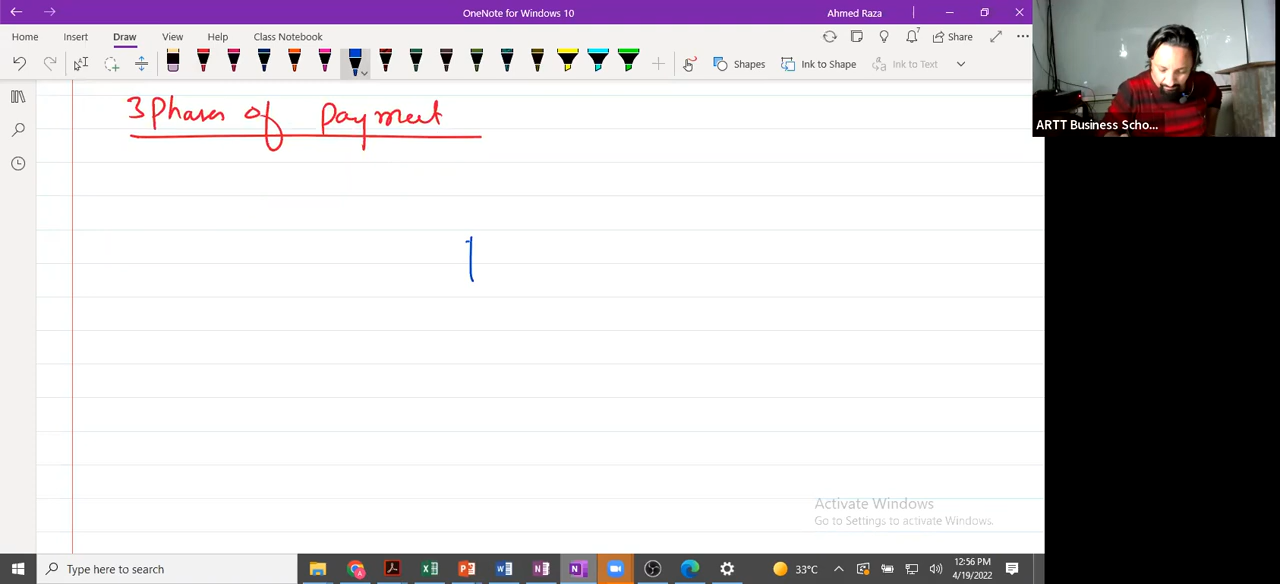 OneNote for Windows 10
Ahmed Raza
Home Insert Draw View Help Class Notebook
Share
Shapes Ink to Shape Ink to Text
3 Phases of payment
ARTT Business Scho...
Activate Windows
Go to Settings to activate Windows.
Type here to search
33°C
12:56 PM
4/19/2022